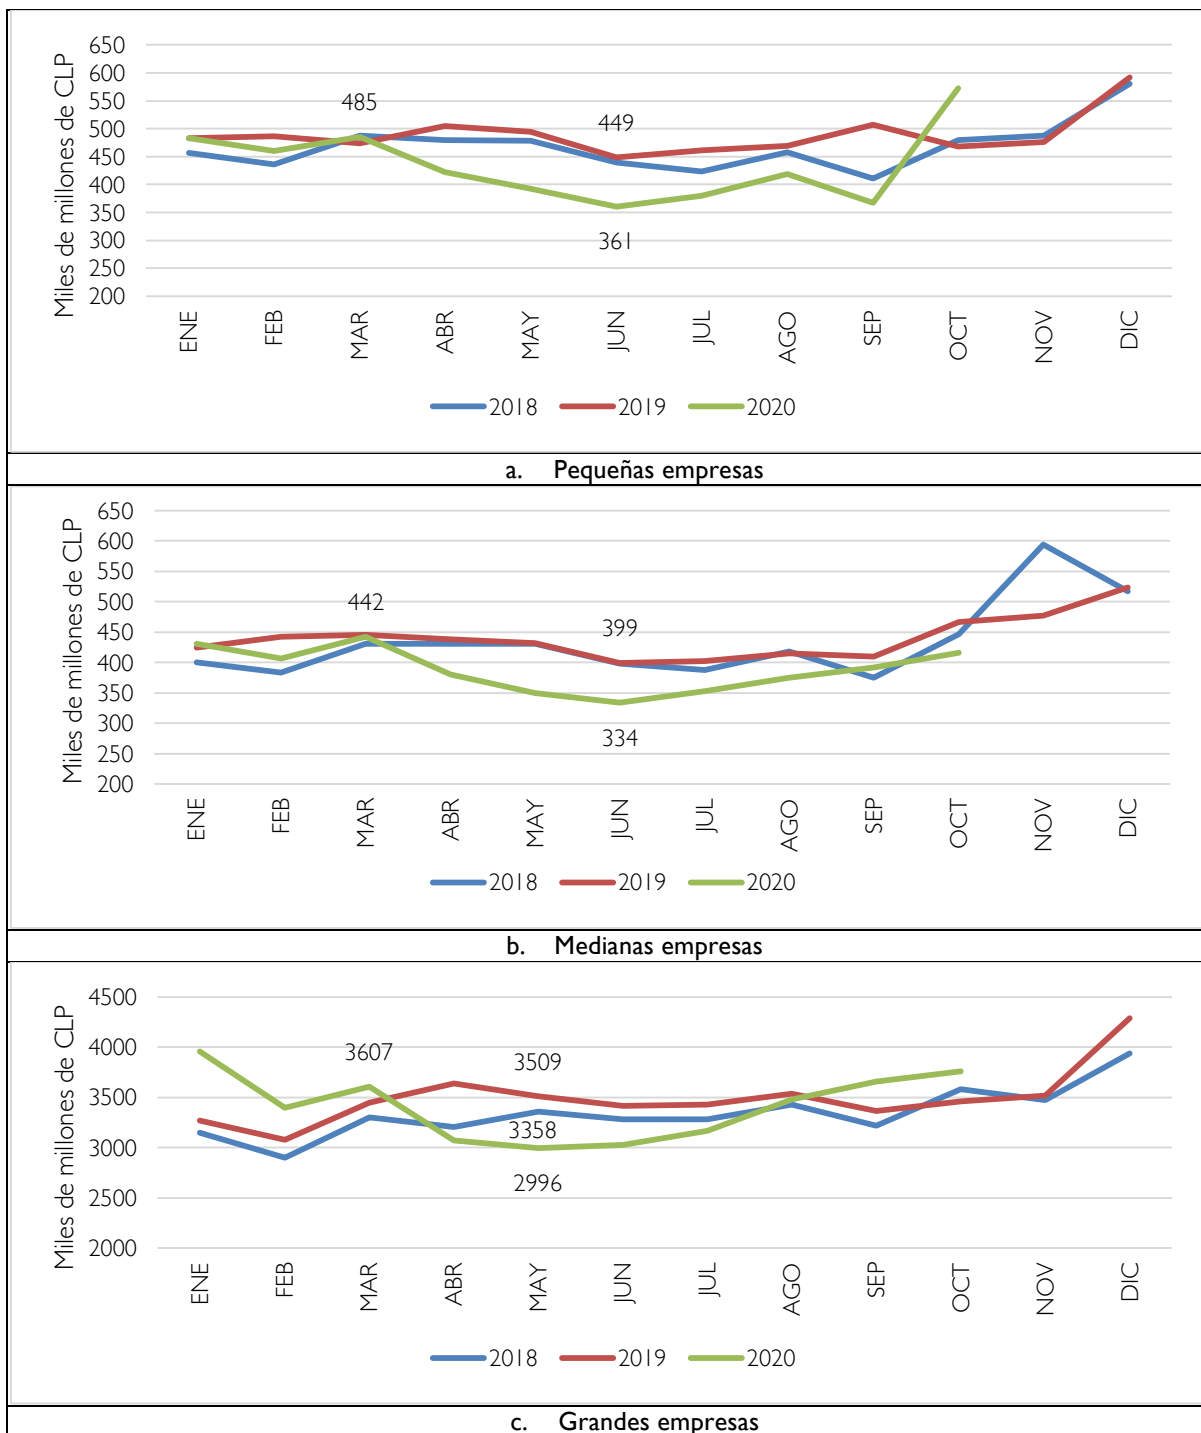 Miles de millones de CLP
650
600
550
500
450
400
350
300
250
200
485
449
361
ENE
FEB
MAR
ABR
MAY
JUN
JUL
AGO
SEP
OCT
NOV
DIC
2018 2019 2020
a. Pequeñas empresas
Miles de millones de CLP
650
600
550
500
450
400
350
300
250
200
442
399
334
ENE
FEB
MAR
ABR
MAY
JUN
JUL
AGO
SEP
OCT
NOV
DIC
2018 2019 2020
b. Medianas empresas
Miles de millones de CLP
4500
4000
3500
3000
2500
2000
3607
3509
3358
2996
ENE
FEB
MAR
ABR
MAY
JUN
JUL
AGO
SEP
OCT
NOV
DIC
2018 2019 2020
c. Grandes empresas